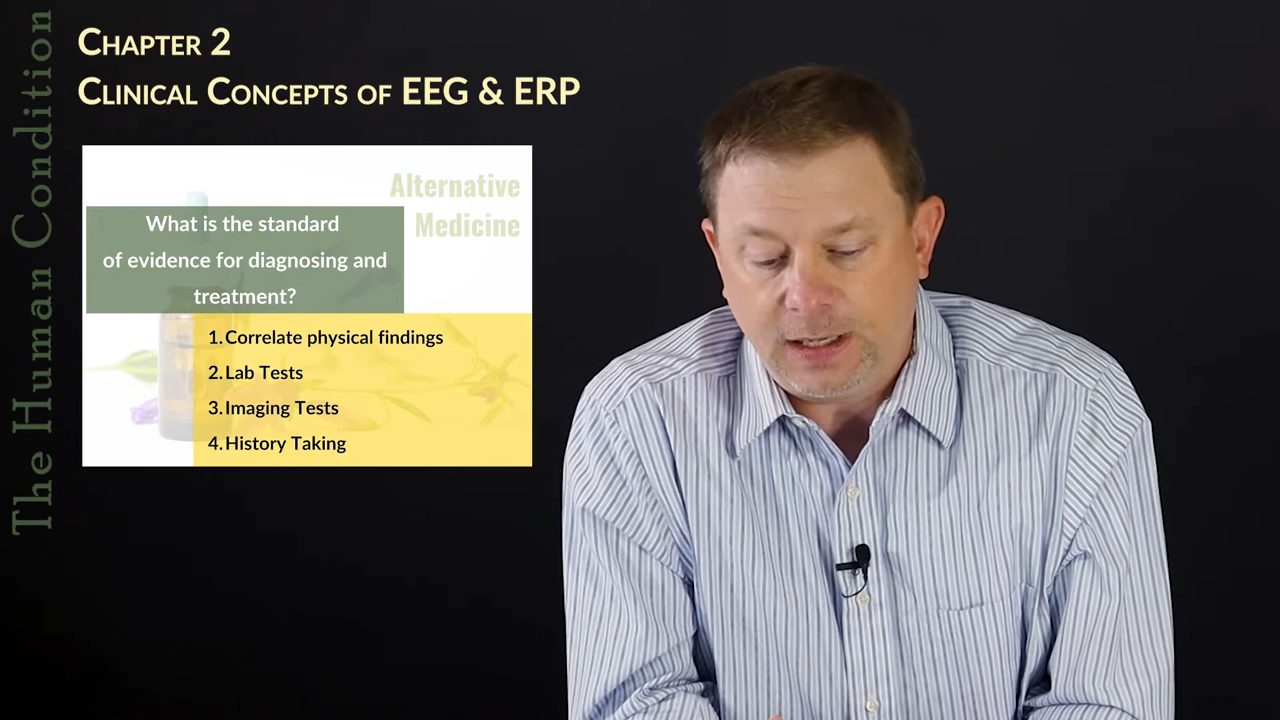 The Human Condition
Chapter 2
Clinical Concepts of EEG & ERP
Alternative
Medicine
What is the standard
of evidence for diagnosing and
treatment?
1. Correlate physical findings
2. Lab Tests
3. Imaging Tests
4. History Taking